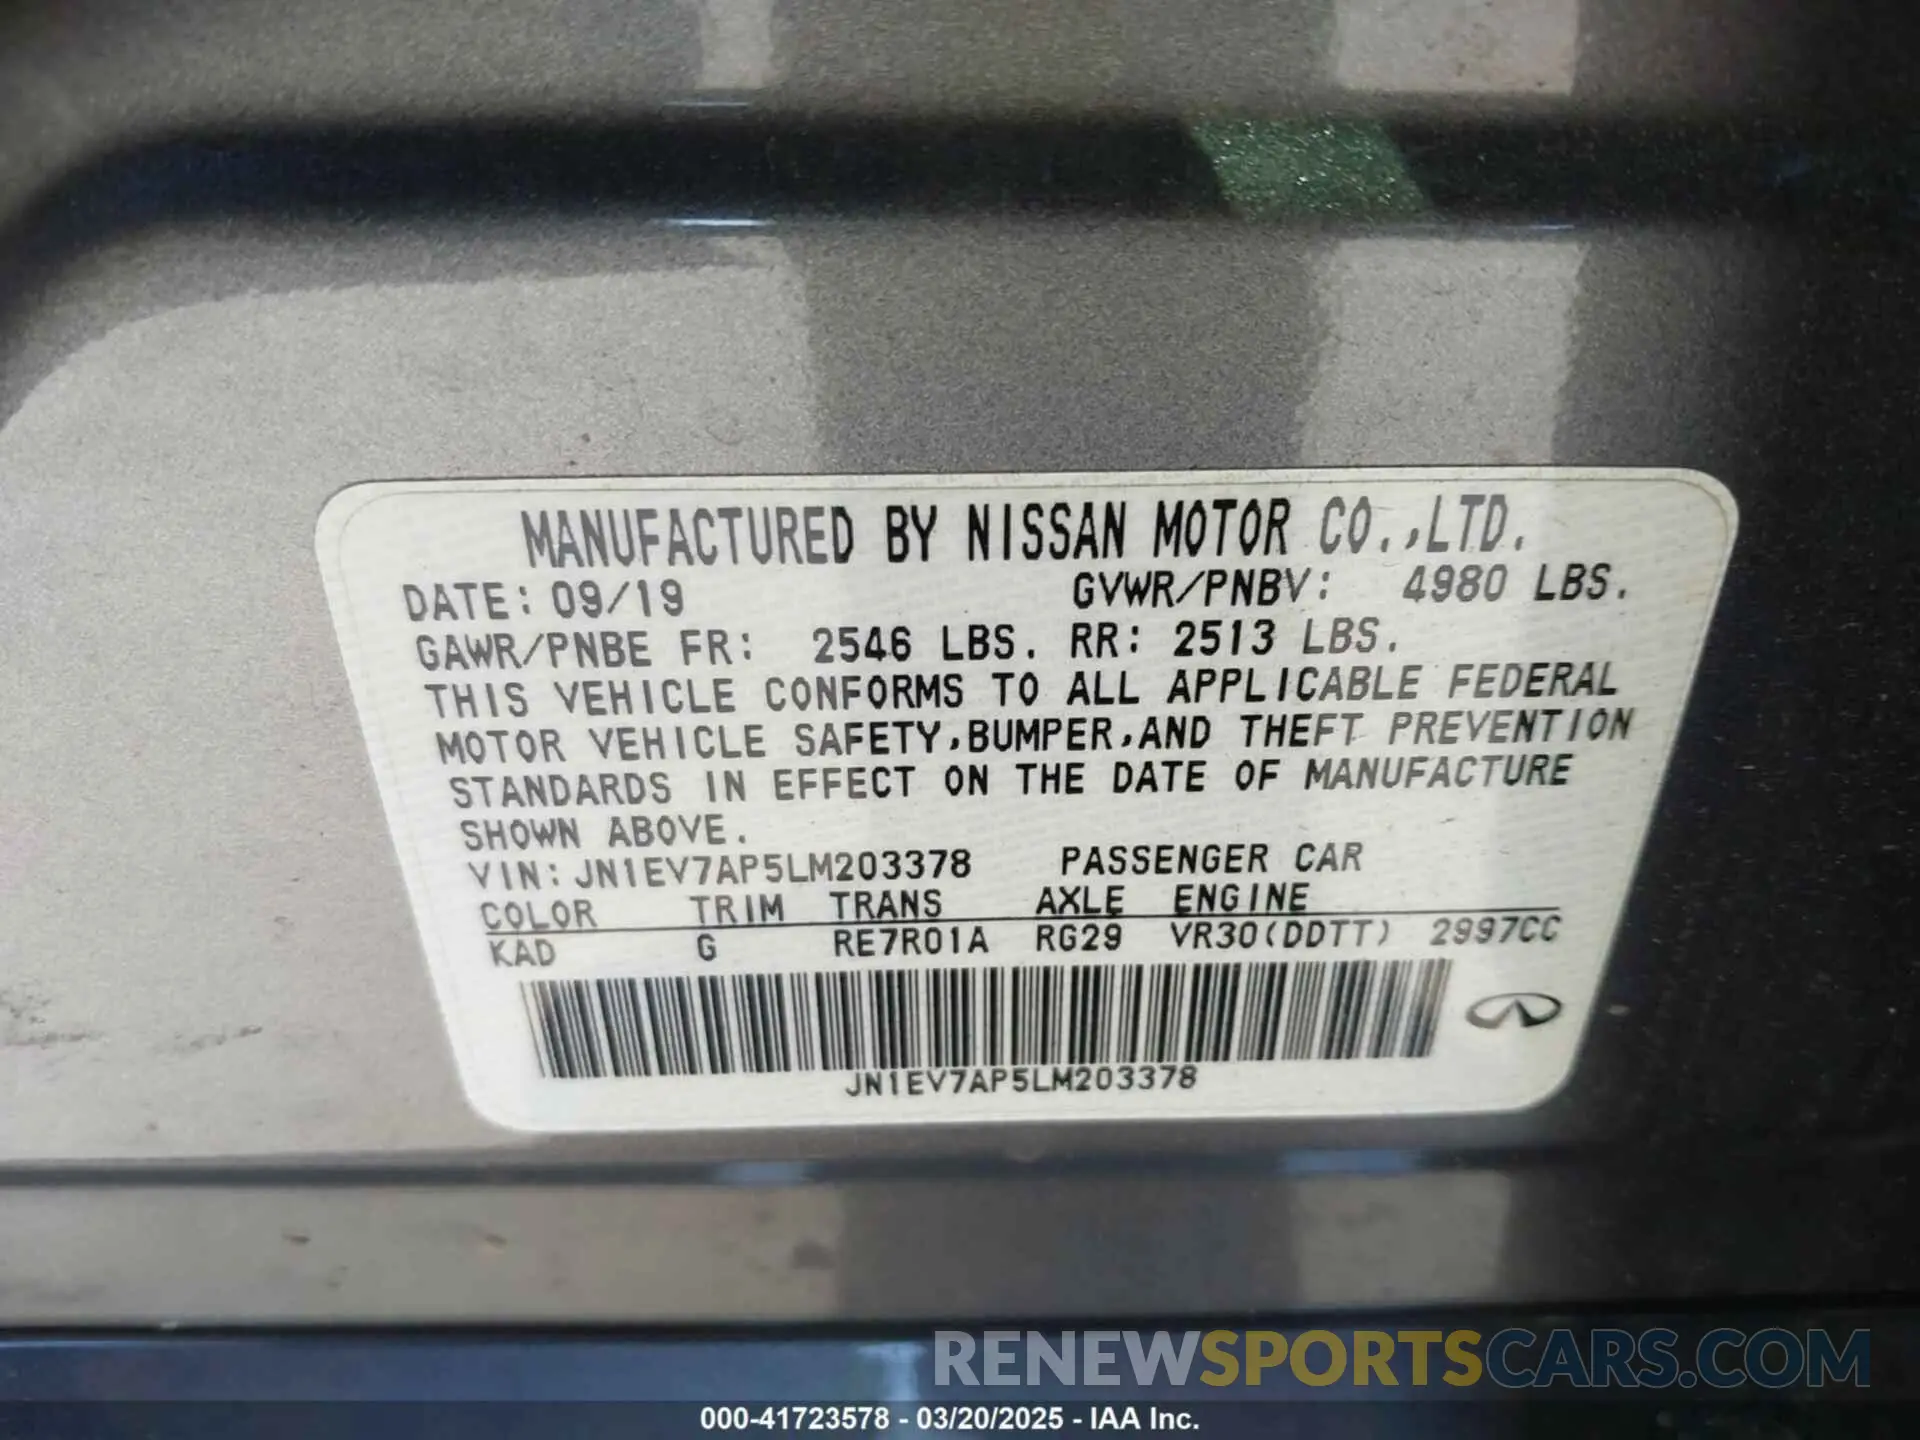 MANUFACTURED BY NISSAN MOTOR CO.,LTD.
DATE: 09/19 GVWR/PNBV: 4980 LBS.
GAWR/PNBE FR: 2546 LBS. RR: 2513 LBS.
THIS VEHICLE CONFORMS TO ALL APPLICABLE FEDERAL
MOTOR VEHICLE SAFETY,BUMPER,AND THEFT PREVENTION
STANDARDS IN EFFECT ON THE DATE OF MANUFACTURE
SHOWN ABOVE.
VIN: JN1EV7AP5LM203378 PASSENGER CAR
COLOR TRIM TRANS AXLE ENGINE
KAD G RE7R01A RG29 VR30(DDTT) 2997CC
JN1EV7AP5LM203378
RENEWSPORTSCARS.COM
000-41723578 - 03/20/2025 - IAA Inc.